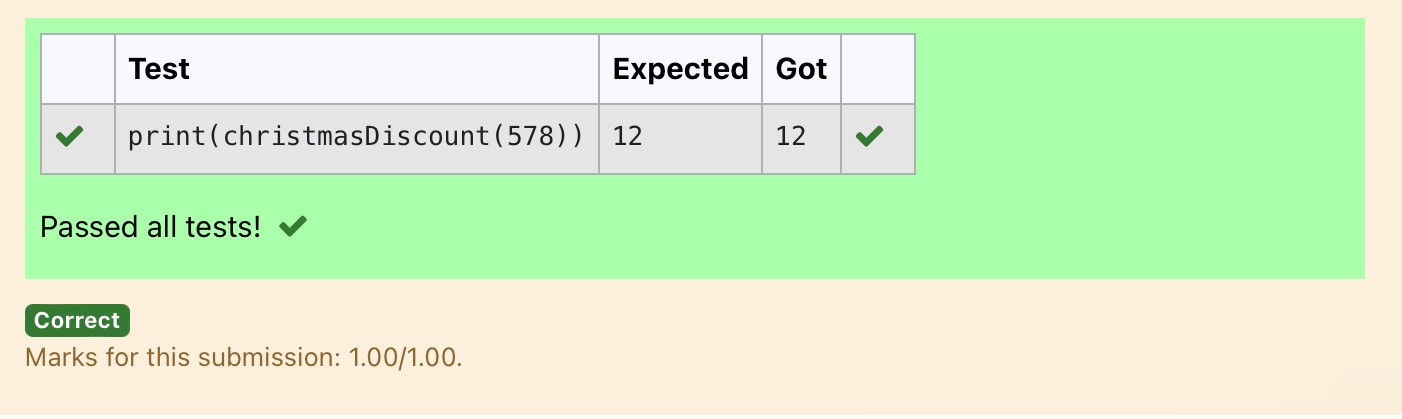 Test Expected Got
print(christmasDiscount(578)) 12 12
Passed all tests!
Correct
Marks for this submission: 1.00/1.00.